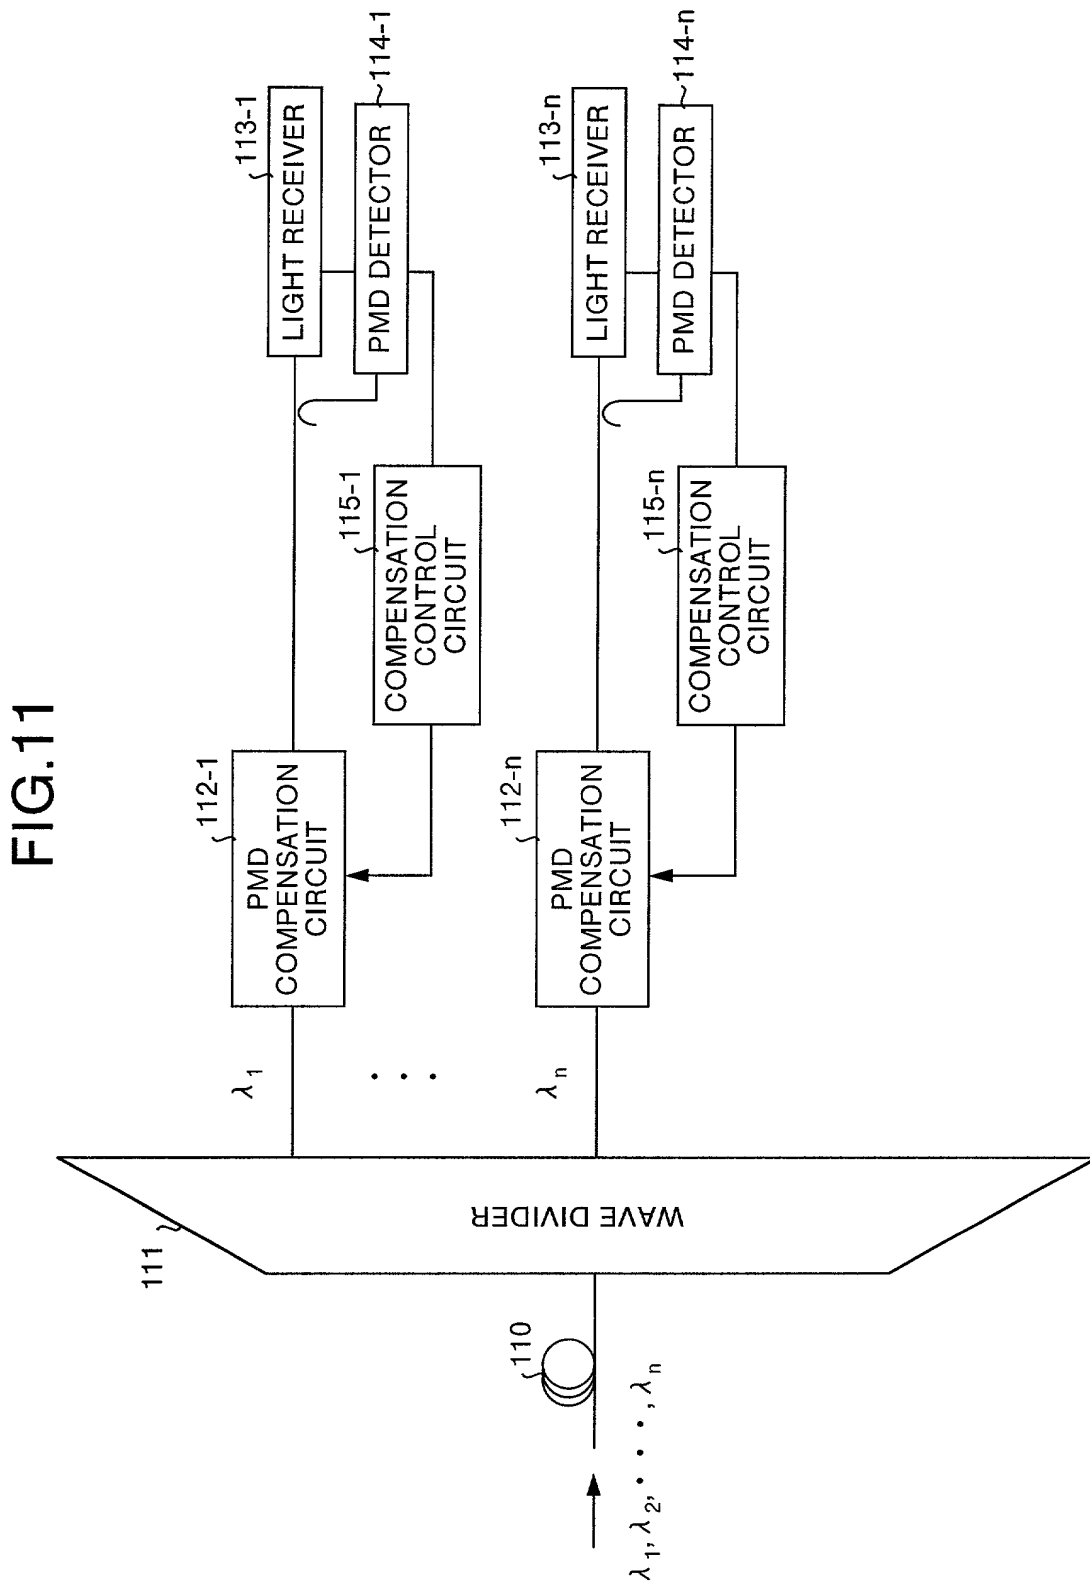 FIG.11
λ1, λ2, ・・・, λn
110
111
WAVE DIVIDER
λ1
112-1
PMD
COMPENSATION
CIRCUIT
115-1
COMPENSATION
CONTROL
CIRCUIT
113-1
LIGHT RECEIVER
PMD DETECTOR
114-1
・・・
λn
112-n
PMD
COMPENSATION
CIRCUIT
115-n
COMPENSATION
CONTROL
CIRCUIT
113-n
LIGHT RECEIVER
PMD DETECTOR
114-n